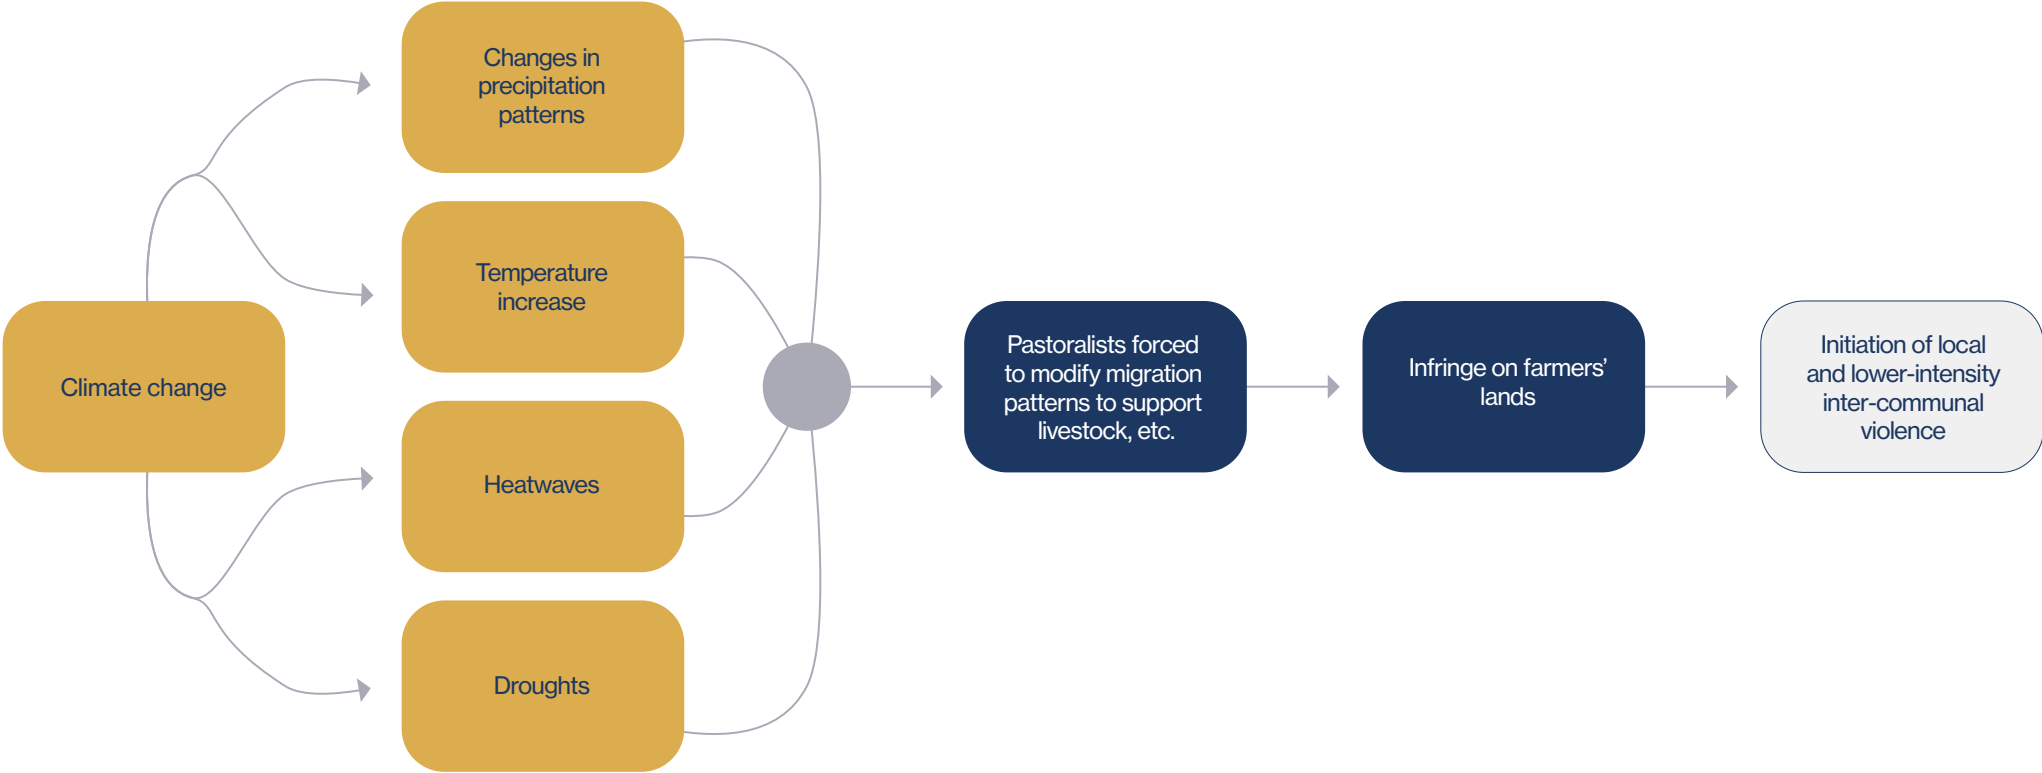 Changes in
precipitation
patterns
Temperature
increase
Climate change
Heatwaves
Droughts
Pastoralists forced
to modify migration
patterns to support
livestock, etc.
Infringe on farmers’
lands
Initiation of local
and lower-intensity
inter-communal
violence